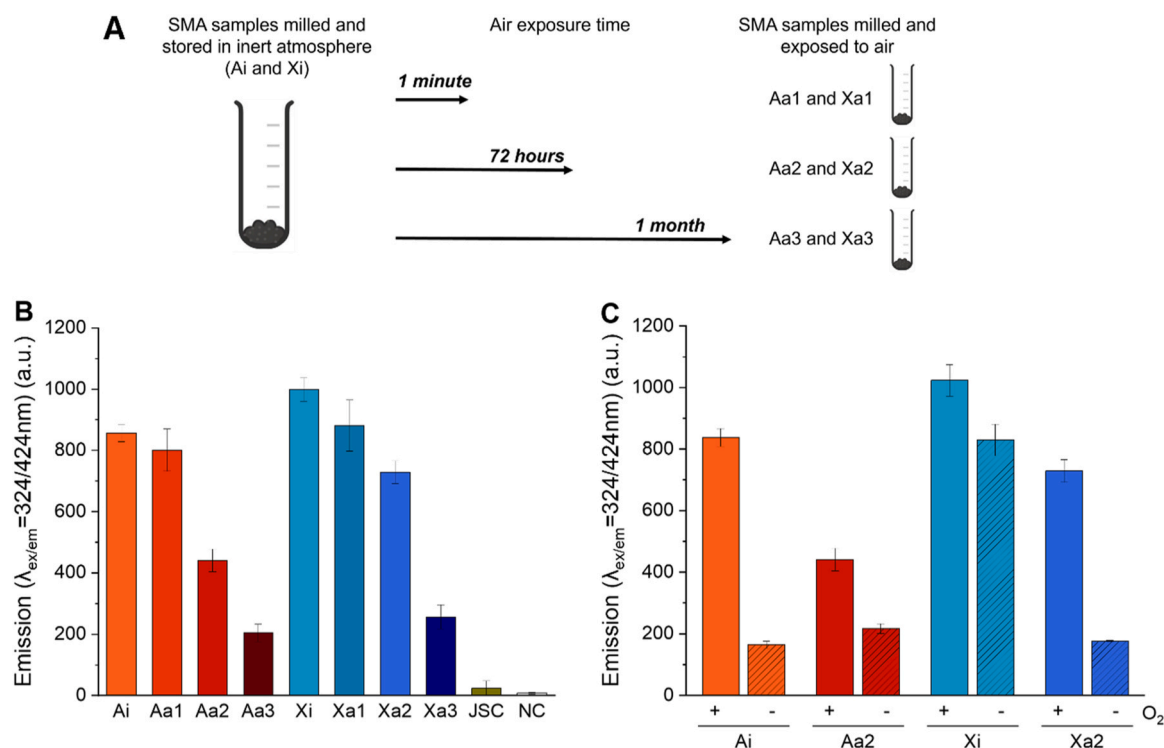 A
SMA samples milled and
stored in inert atmosphere
(Ai and Xi)
Air exposure time
SMA samples milled and
exposed to air
1 minute
Aa1 and Xa1
72 hours
Aa2 and Xa2
1 month
Aa3 and Xa3
B
Emission (λex/em=324/424nm) (a.u.)
1200
1000
800
600
400
200
0
Ai Aa1 Aa2 Aa3 Xi Xa1 Xa2 Xa3 JSC NC
C
Emission (λex/em=324/424nm) (a.u.)
1200
1000
800
600
400
200
0
+ - + - + - + - O2
Ai Aa2 Xi Xa2